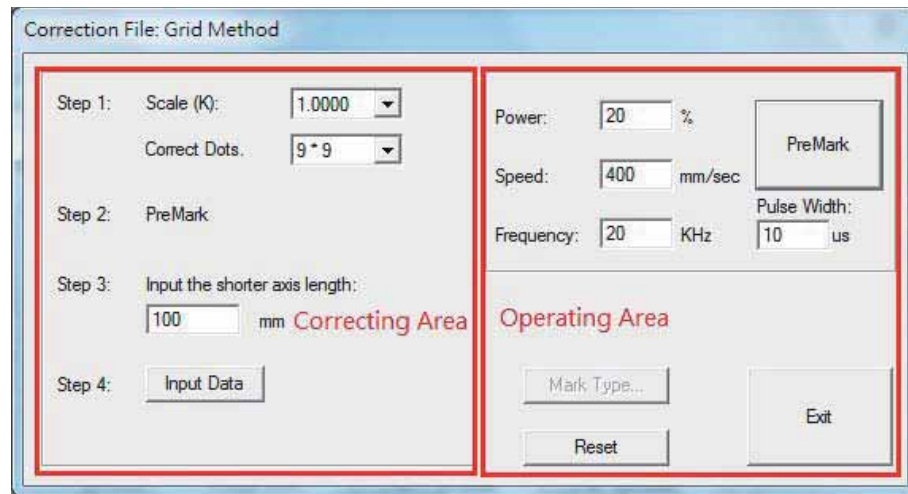 Correction File: Grid Method
Step 1: Scale (K): 1.0000
Correct Dots. 9 * 9
Step 2: PreMark
Step 3: Input the shorter axis length:
100 mm Correcting Area
Step 4: Input Data
Power: 20 %
PreMark
Speed: 400 mm/sec
Pulse Width:
Frequency: 20 KHz 10 us
Operating Area
Mark Type...
Exit
Reset